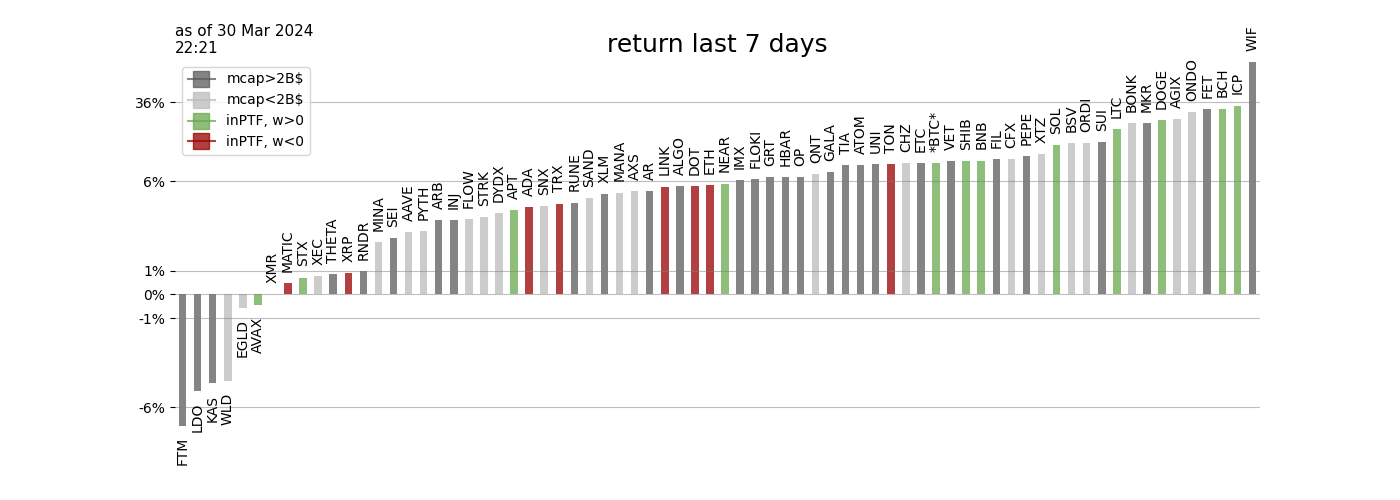 as of 30 Mar 2024
22:21
return last 7 days
mcap>2B$
mcap<2B$
inPTF, w>0
inPTF, w<0
36%
6%
1%
0%
-1%
-6%
FTM
LDO
KAS
WLD
EGLD
AVAX
XMR
MATIC
STX
XEC
THETA
XRP
RNDR
MINA
SEI
AAVE
PYTH
ARB
INJ
FLOW
STRK
DYDX
APT
ADA
SNX
TRX
RUNE
SAND
XLM
MANA
AXS
AR
LINK
ALGO
DOT
ETH
NEAR
IMX
FLOKI
GRT
HBAR
OP
QNT
GALA
TIA
ATOM
UNI
TON
CHZ
ETC
*BTC*
VET
SHIB
BNB
FIL
CFX
PEPE
XTZ
SOL
BSV
ORDI
SUI
LTC
BONK
MKR
DOGE
AGIX
ONDO
FET
BCH
ICP
WIF